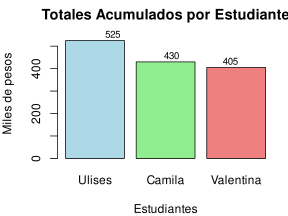 Totales Acumulados por Estudiante
525
430
405
Miles de pesos
400
200
0
Ulises Camila Valentina
Estudiantes